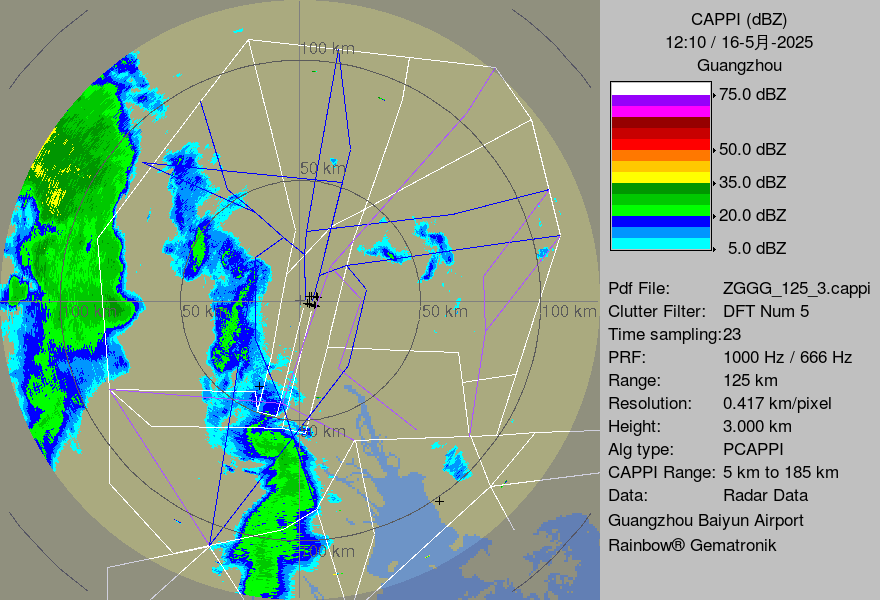 CAPPI (dBZ)
12:10 / 16-5月-2025
Guangzhou
75.0 dBZ
50.0 dBZ
35.0 dBZ
20.0 dBZ
5.0 dBZ
Pdf File: ZGGG_125_3.cappi
Clutter Filter: DFT Num 5
Time sampling:23
PRF: 1000 Hz / 666 Hz
Range: 125 km
Resolution: 0.417 km/pixel
Height: 3.000 km
Alg type: PCAPPI
CAPPI Range: 5 km to 185 km
Data: Radar Data
Guangzhou Baiyun Airport
Rainbow® Gematronik
100 km
50 km
100 km
50 km
50 km
100 km
50 km
100 km